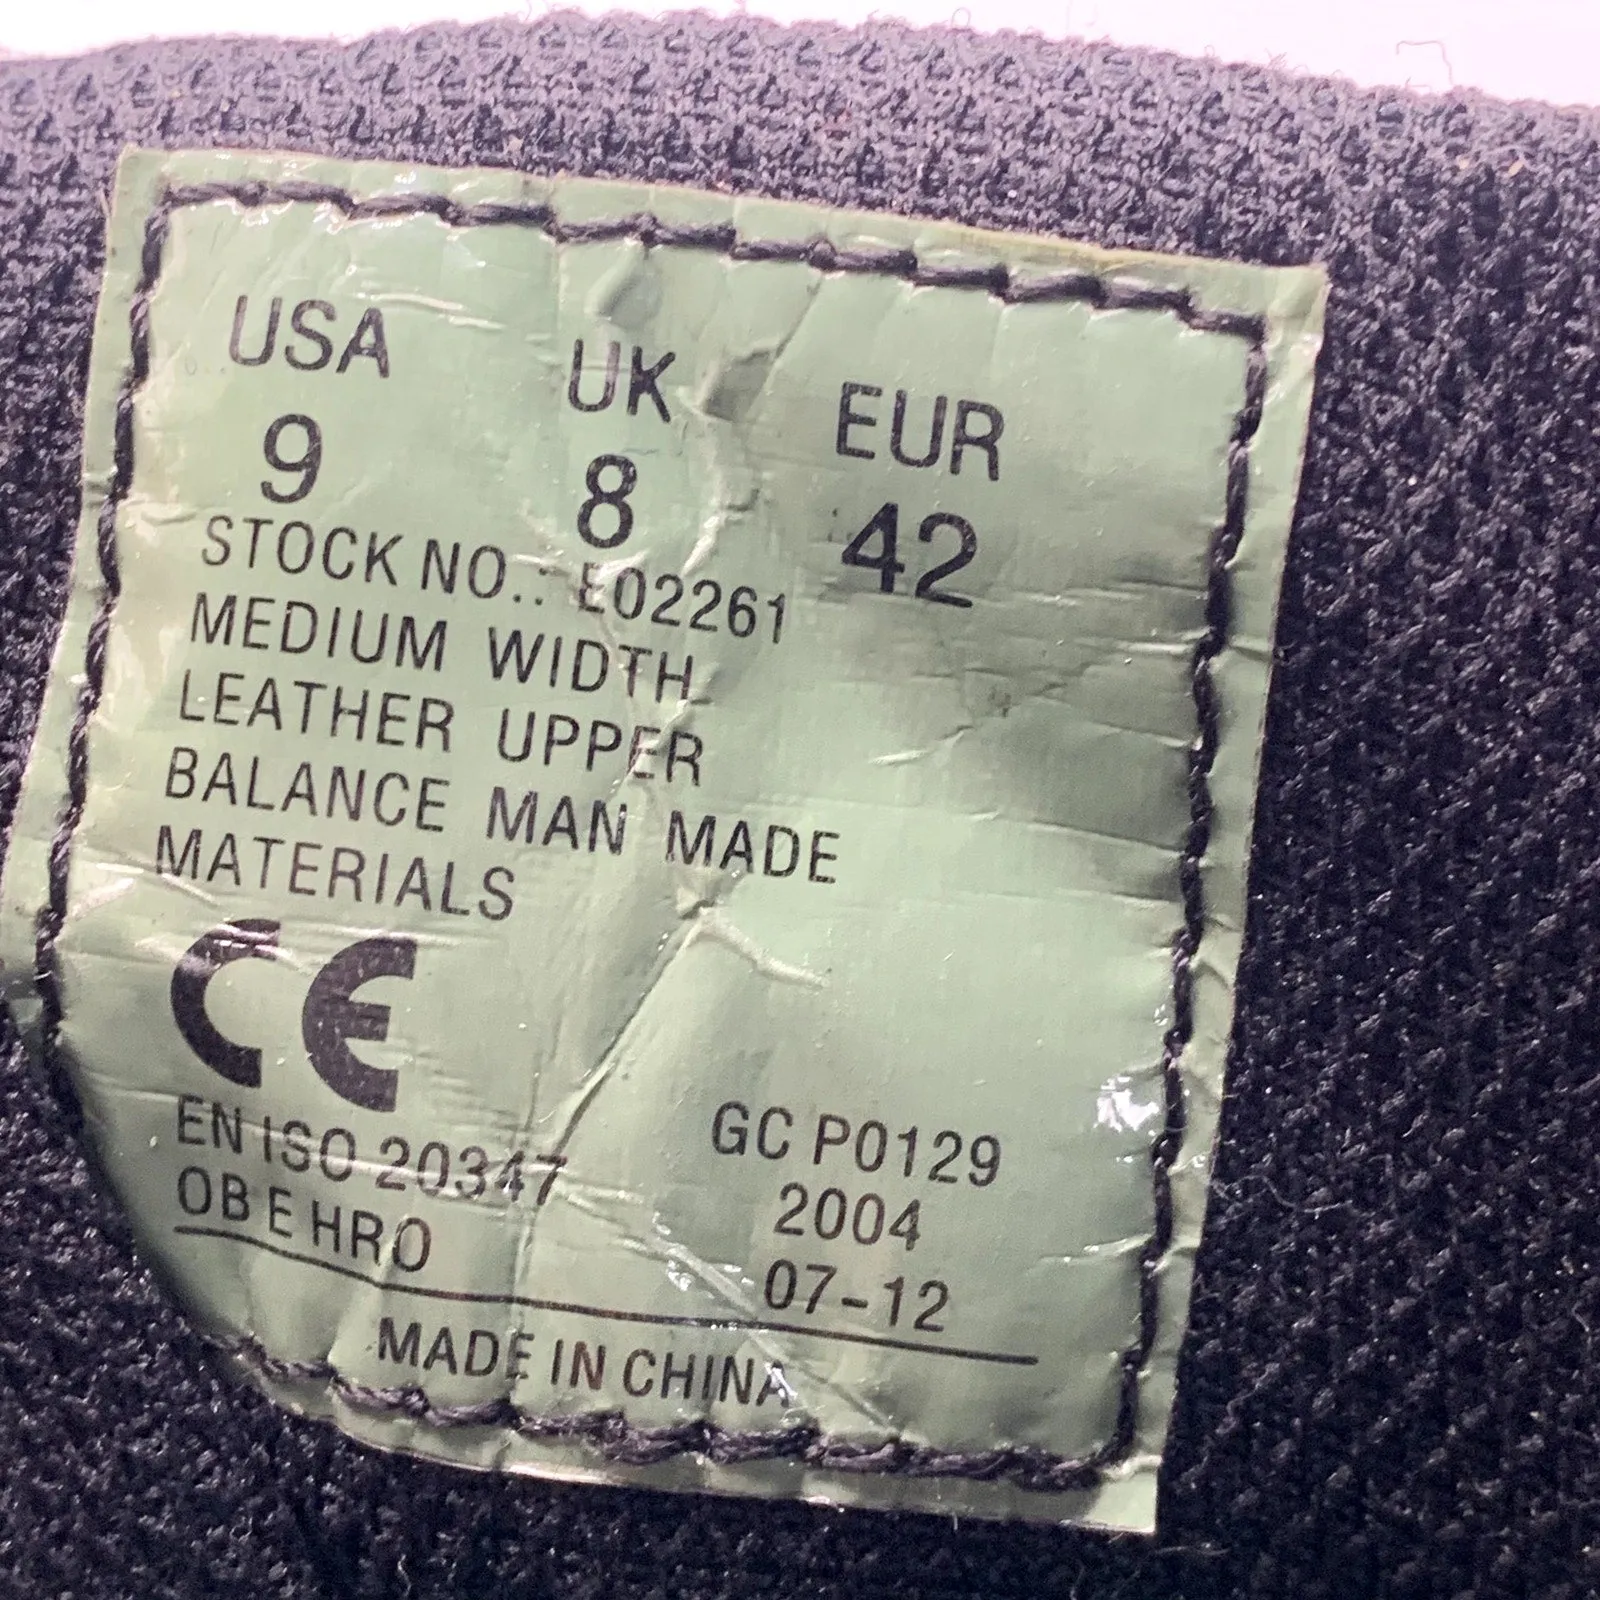 USA UK EUR
9 8 42
STOCK NO.: E02261
MEDIUM WIDTH
LEATHER UPPER
BALANCE MAN MADE
MATERIALS
CE
EN ISO 20347 GC P0129
OB E HRO 2004
07-12
MADE IN CHINA